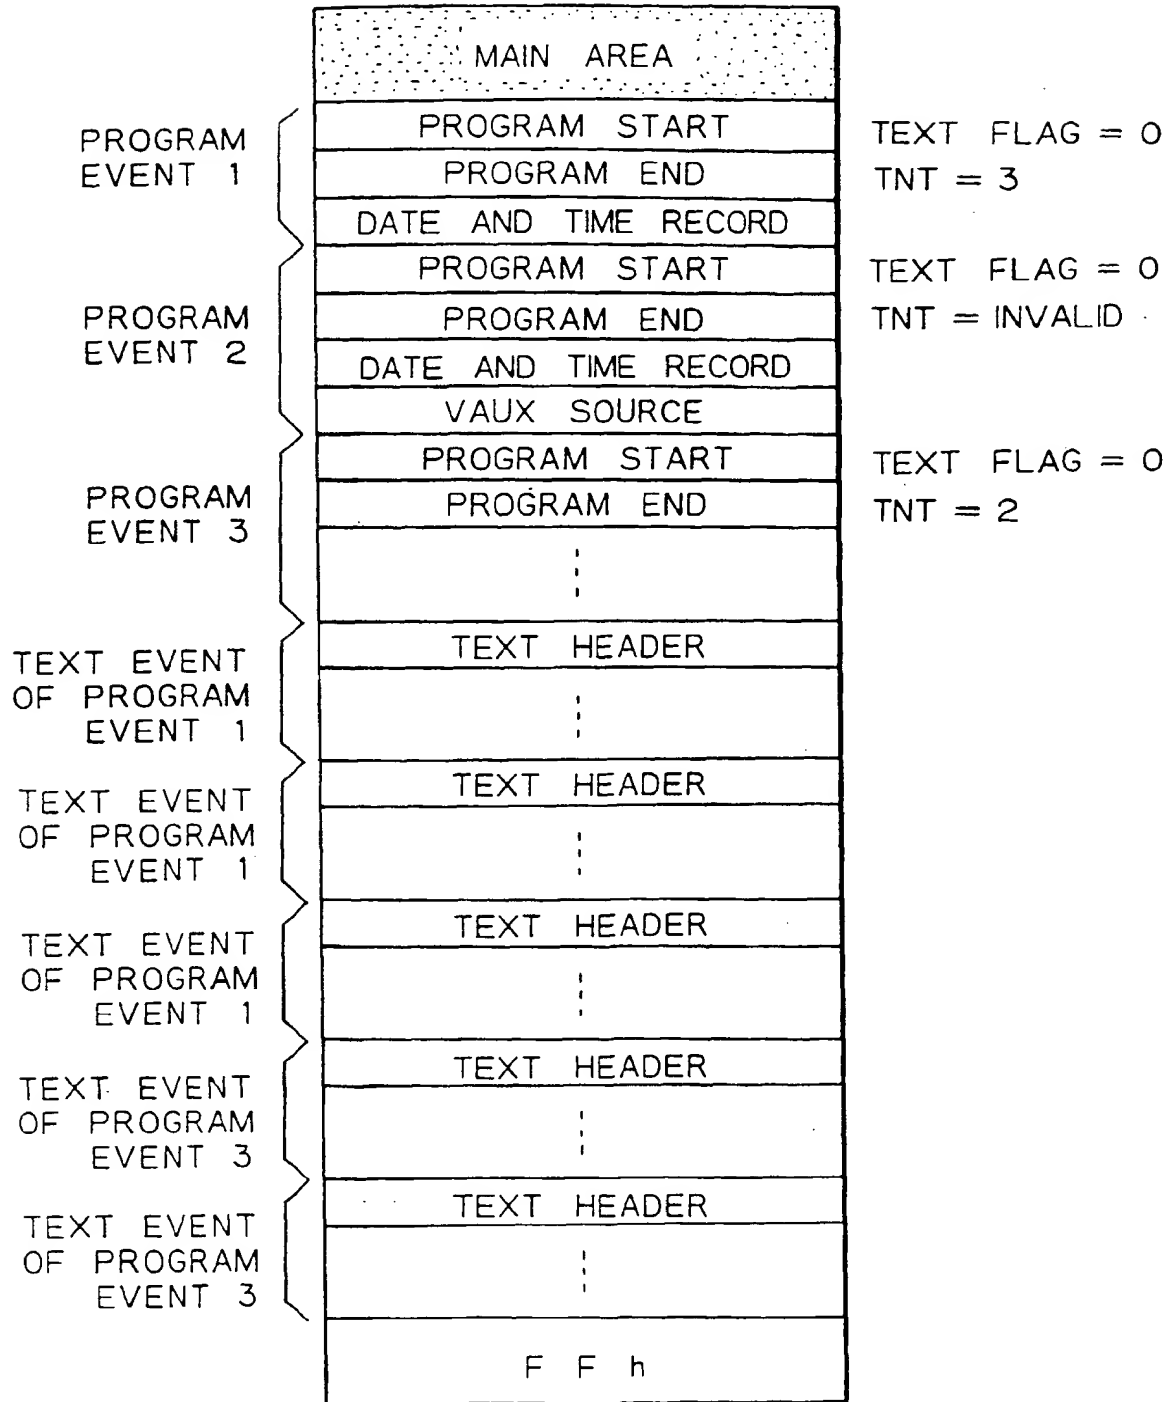 MAIN AREA
PROGRAM
EVENT 1
PROGRAM START
PROGRAM END
DATE AND TIME RECORD
TEXT FLAG = 0
TNT = 3
PROGRAM
EVENT 2
PROGRAM START
PROGRAM END
DATE AND TIME RECORD
VAUX SOURCE
TEXT FLAG = 0
TNT = INVALID
PROGRAM
EVENT 3
PROGRAM START
PROGRAM END
TEXT FLAG = 0
TNT = 2
TEXT EVENT
OF PROGRAM
EVENT 1
TEXT HEADER
TEXT EVENT
OF PROGRAM
EVENT 1
TEXT HEADER
TEXT EVENT
OF PROGRAM
EVENT 1
TEXT HEADER
TEXT EVENT
OF PROGRAM
EVENT 3
TEXT HEADER
TEXT EVENT
OF PROGRAM
EVENT 3
TEXT HEADER
F F h